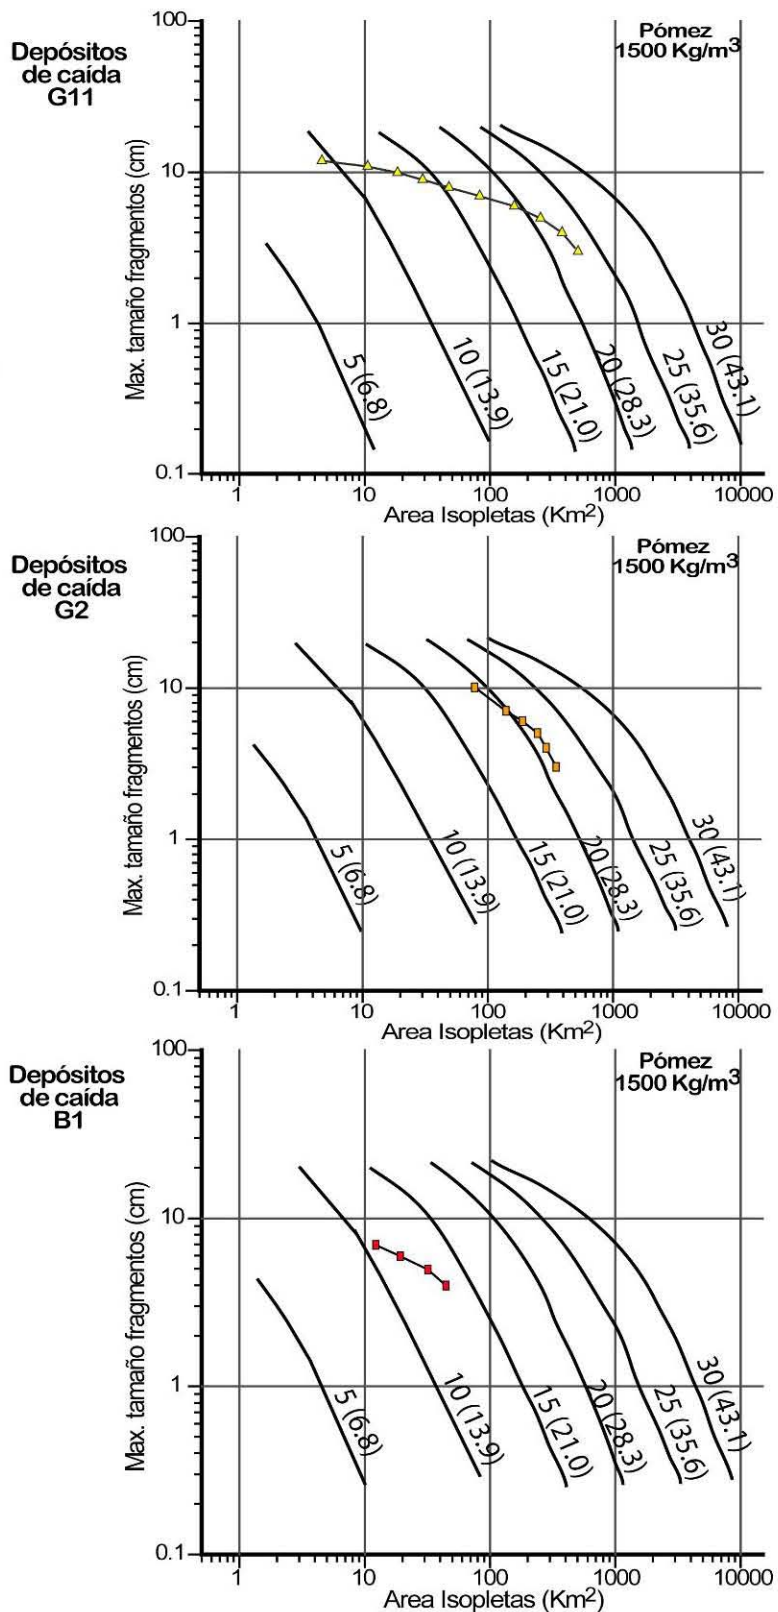 Depósitos
de caída
G11
Pómez
1500 Kg/m³
Max. tamaño fragmentos (cm)
100
10
1
0.1
5 (6.8)
10 (13.9)
15 (21.0)
20 (28.3)
25 (35.6)
30 (43.1)
1
10
100
1000
10000
Area Isopletas (Km²)
Depósitos
de caída
G2
Pómez
1500 Kg/m³
Max. tamaño fragmentos (cm)
100
10
1
0.1
5 (6.8)
10 (13.9)
15 (21.0)
20 (28.3)
25 (35.6)
30 (43.1)
1
10
100
1000
10000
Area Isopletas (Km²)
Depósitos
de caída
B1
Pómez
1500 Kg/m³
Max. tamaño fragmentos (cm)
100
10
1
0.1
5 (6.8)
10 (13.9)
15 (21.0)
20 (28.3)
25 (35.6)
30 (43.1)
1
10
100
1000
10000
Area Isopletas (Km²)